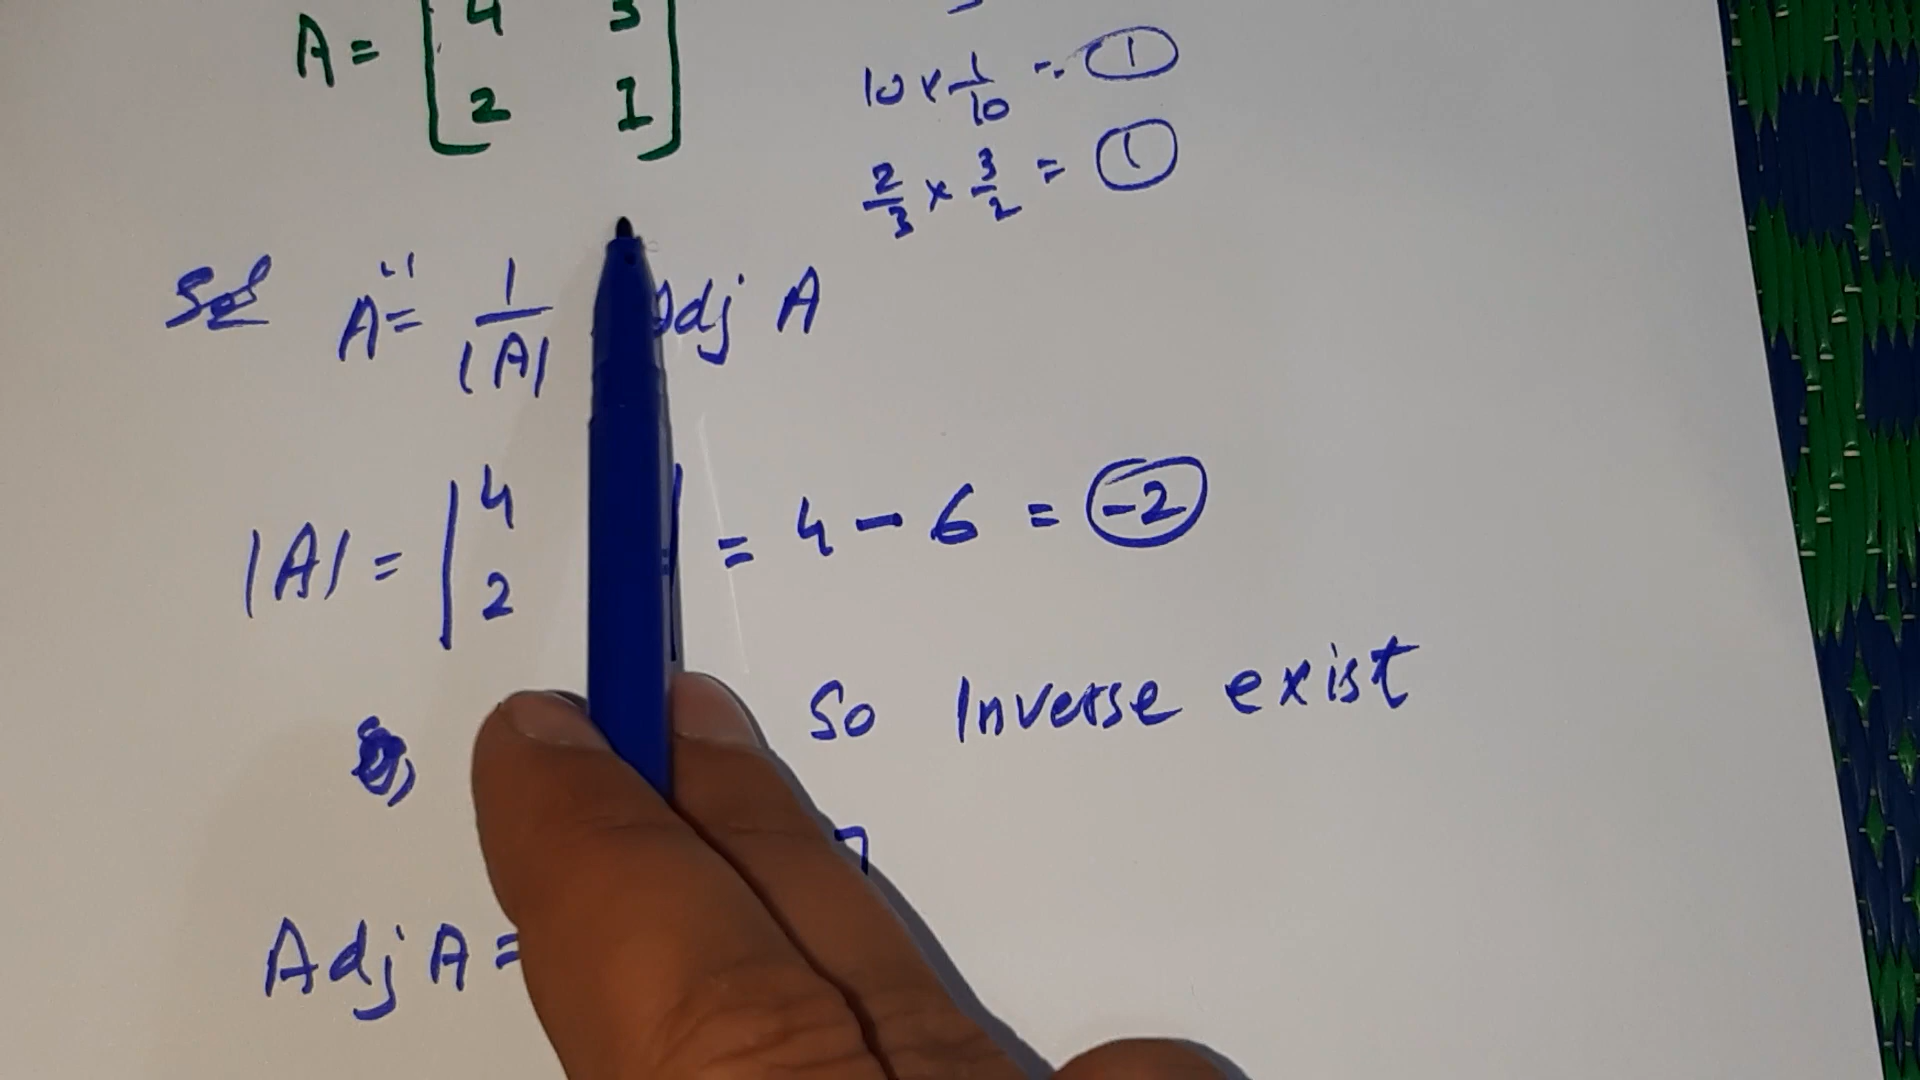 A = [4 3
2 1]
10 × 1/10 = 1
2/3 × 3/2 = 1
Sol A⁻¹ = 1/|A| Adj A
|A| = |4
2 | = 4 - 6 = -2
So Inverse exist
Adj A =